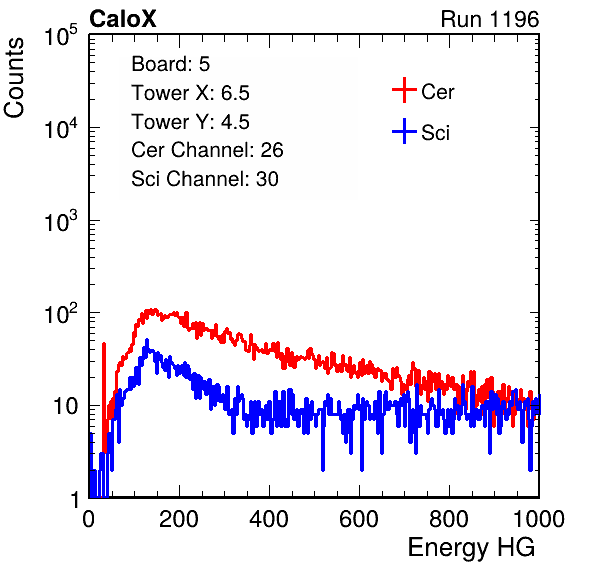 CaloX Run 1196
Counts
Board: 5
Tower X: 6.5
Tower Y: 4.5
Cer Channel: 26
Sci Channel: 30
Cer
Sci
10^5
10^4
10^3
10^2
10
1
0 200 400 600 800 1000
Energy HG